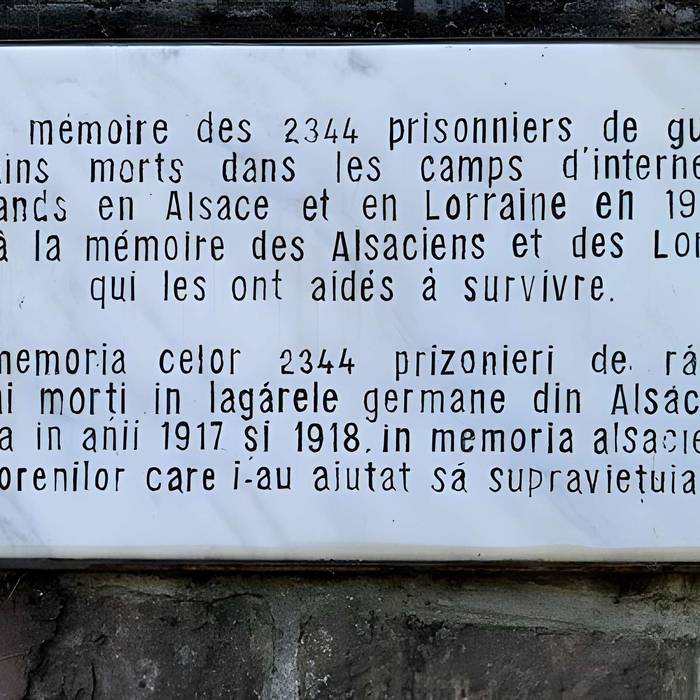 mémoire des 2344 prisonniers de gu
ins morts dans les camps d'interne
ands en Alsace et en Lorraine en 19
à la mémoire des Alsaciens et des Lor
qui les ont aidés à survivre.
memoria celor 2344 prizonieri de ră
i morți in lagărele germane din Alsac
a in anii 1917 și 1918, in memoria alsacie
orenilor care i-au ajutat să supraviețuia